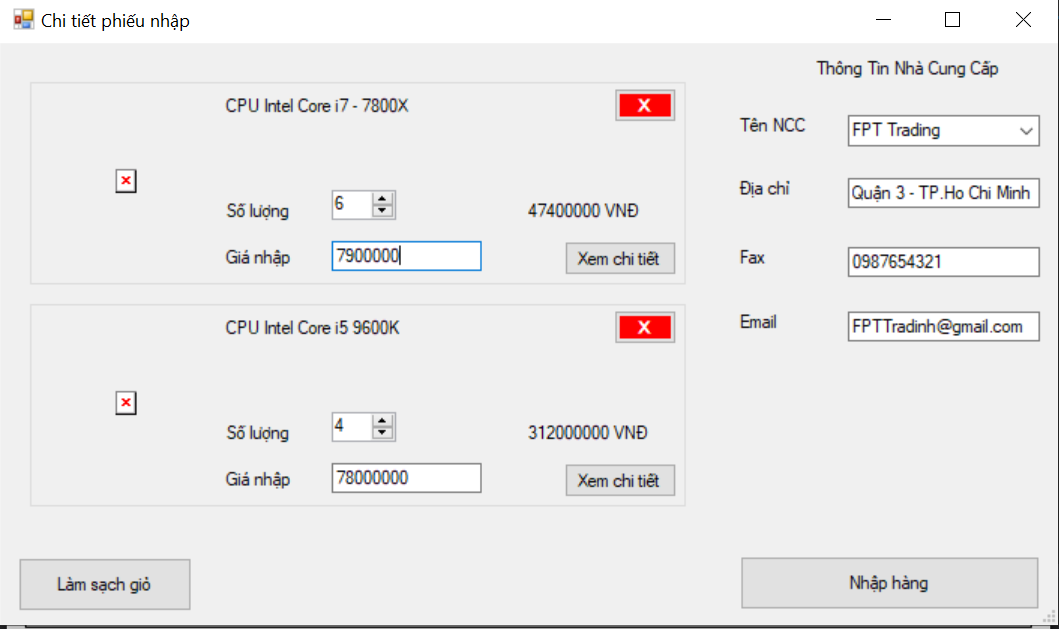 Chi tiết phiếu nhập
Thông Tin Nhà Cung Cấp
CPU Intel Core i7 - 7800X
X
Số lượng
6
47400000 VNĐ
Giá nhập
7900000
Xem chi tiết
CPU Intel Core i5 9600K
X
Số lượng
4
312000000 VNĐ
Giá nhập
78000000
Xem chi tiết
Tên NCC
FPT Trading
Địa chỉ
Quận 3 - TP.Ho Chi Minh
Fax
0987654321
Email
FPTTradinh@gmail.com
Làm sạch giỏ
Nhập hàng